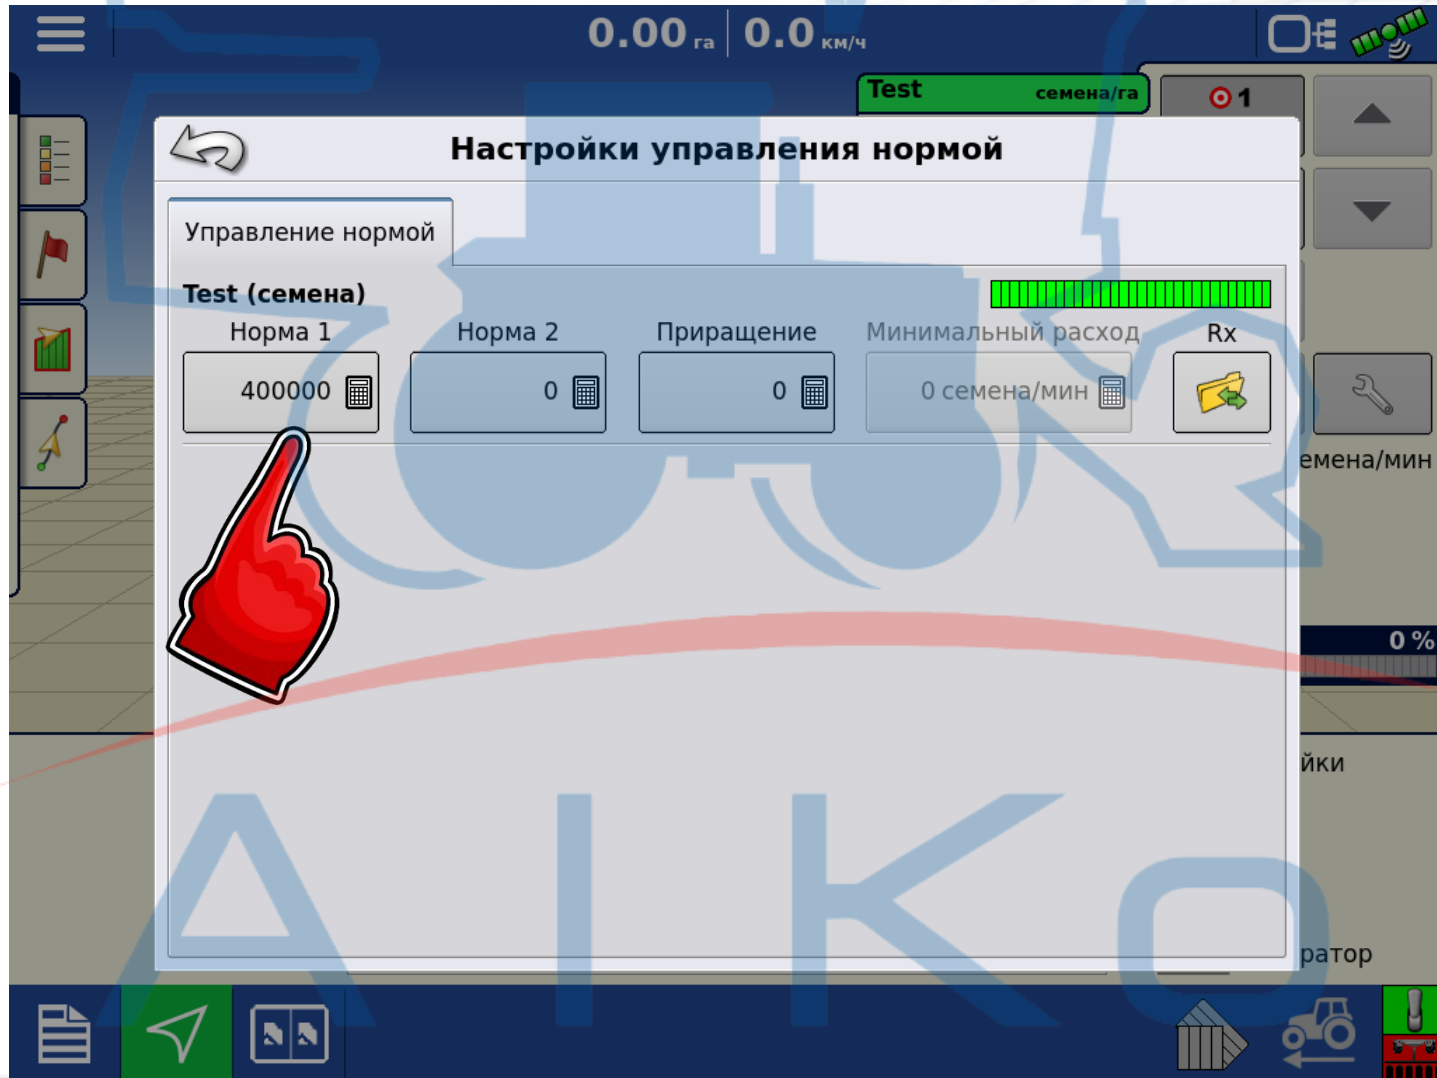 0.00 га 0.0 км/ч
Test семена/га
1
Настройки управления нормой
Управление нормой
Test (семена)
Норма 1 Норма 2 Приращение Минимальный расход Rx
400000 0 0 0 семена/мин
емена/мин
0 %
йки
ратор
AIKo